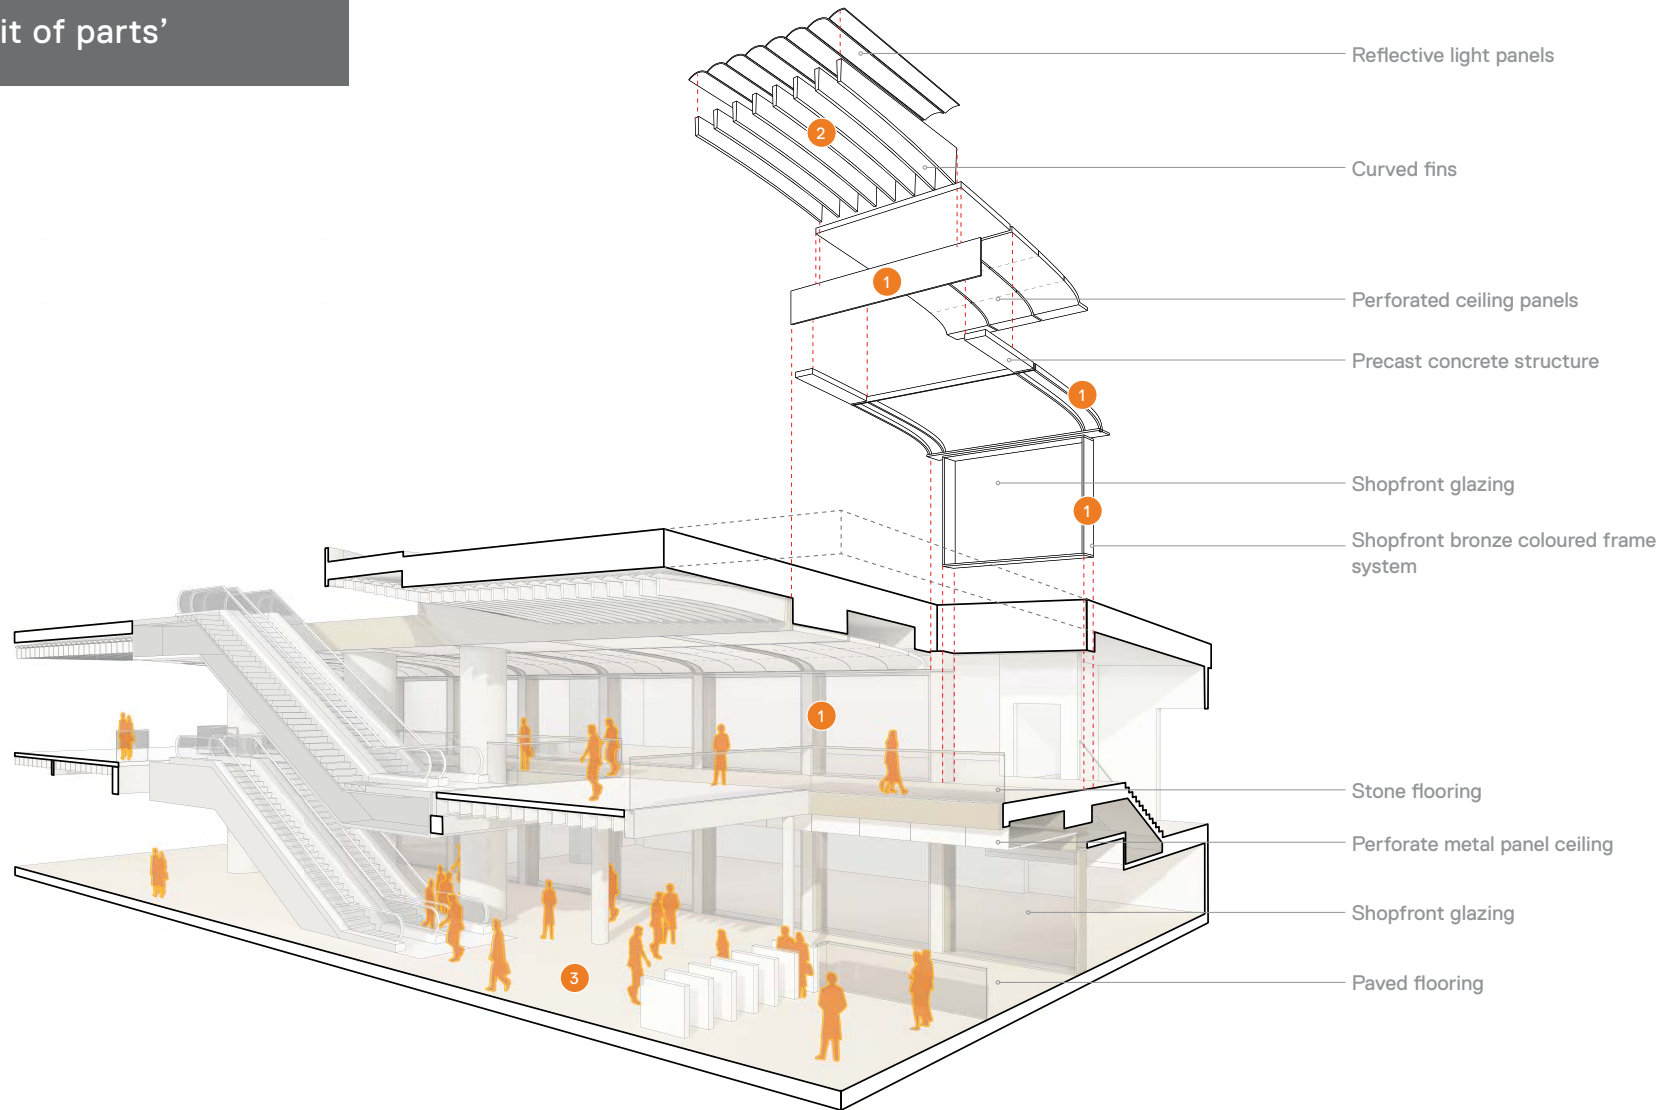 it of parts’
Reflective light panels
2
Curved fins
1
Perforated ceiling panels
Precast concrete structure
1
Shopfront glazing
1
Shopfront bronze coloured frame
system
1
Stone flooring
Perforate metal panel ceiling
Shopfront glazing
3
Paved flooring